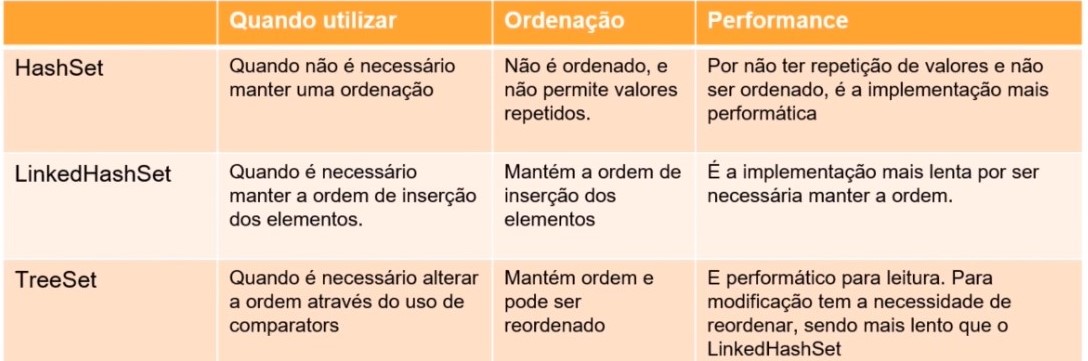 Quando utilizar Ordenação Performance
HashSet
Quando não é necessário
manter uma ordenação
Não é ordenado, e
não permite valores
repetidos.
Por não ter repetição de valores e não
ser ordenado, é a implementação mais
performática
LinkedHashSet
Quando é necessário
manter a ordem de inserção
dos elementos.
Mantém a ordem de
inserção dos
elementos
É a implementação mais lenta por ser
necessária manter a ordem.
TreeSet
Quando é necessário alterar
a ordem através do uso de
comparators
Mantém ordem e
pode ser
reordenado
E performático para leitura. Para
modificação tem a necessidade de
reordenar, sendo mais lento que o
LinkedHashSet